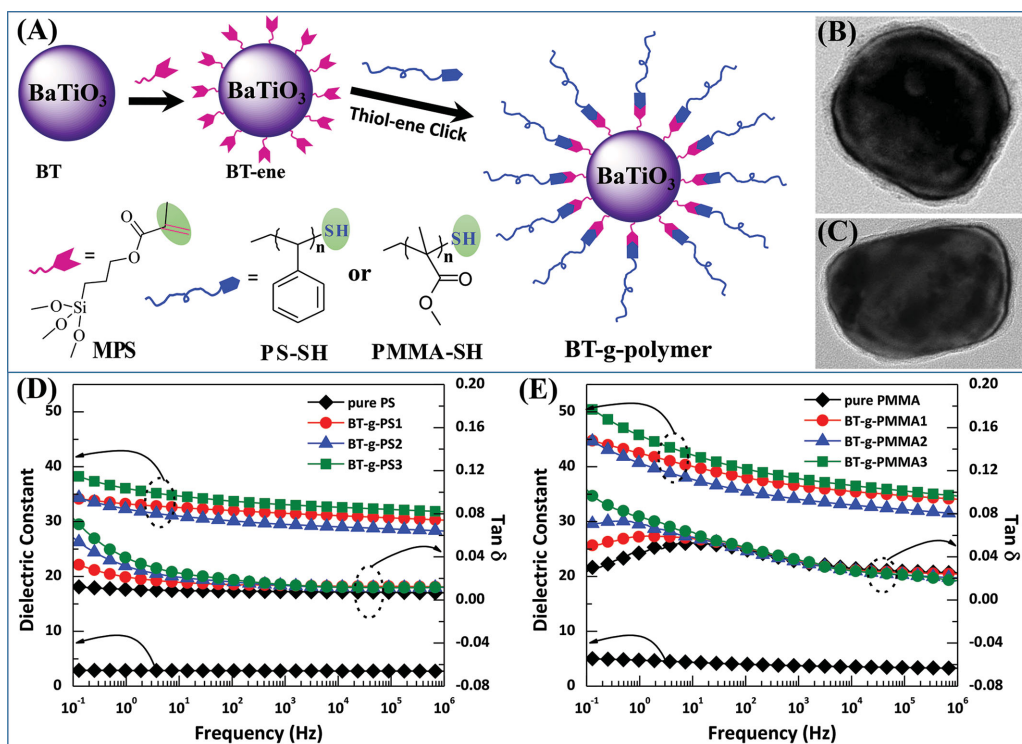 (A)
BaTiO3
BT
BaTiO3
BT-ene
Thiol-ene Click
BaTiO3
BT-g-polymer
O
O
Si
O
O
O
MPS
=
=
n
SH
PS-SH
or
n
SH
O
O
PMMA-SH
(B)
(C)
(D)
pure PS
BT-g-PS1
BT-g-PS2
BT-g-PS3
Dielectric Constant
50
40
30
20
10
0
0.20
0.16
0.12
0.08
0.04
0.00
-0.04
-0.08
Tan δ
10-1 100 101 102 103 104 105 106
Frequency (Hz)
(E)
pure PMMA
BT-g-PMMA1
BT-g-PMMA2
BT-g-PMMA3
Dielectric Constant
50
40
30
20
10
0
0.20
0.16
0.12
0.08
0.04
0.00
-0.04
-0.08
Tan δ
10-1 100 101 102 103 104 105 106
Frequency (Hz)